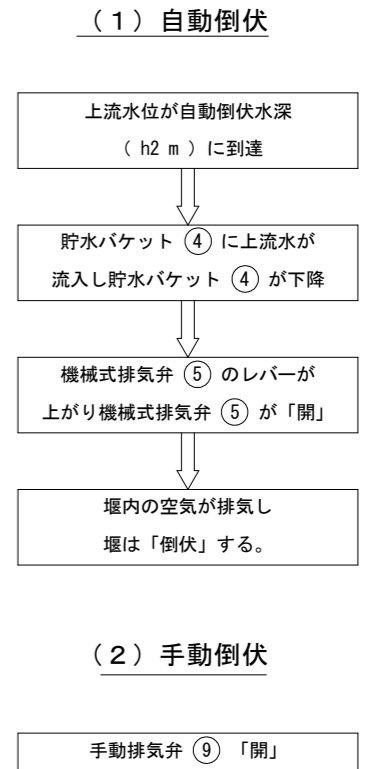 （１）自動倒伏
上流水位が自動倒伏水深
（ h2 m ）に到達
貯水バケット ④ に上流水が
流入し貯水バケット ④ が下降
機械式排気弁 ⑤ のレバーが
上がり機械式排気弁 ⑤ が「開」
堰内の空気が排気し
堰は「倒伏」する。
（２）手動倒伏
手動排気弁 ⑨ 「開」